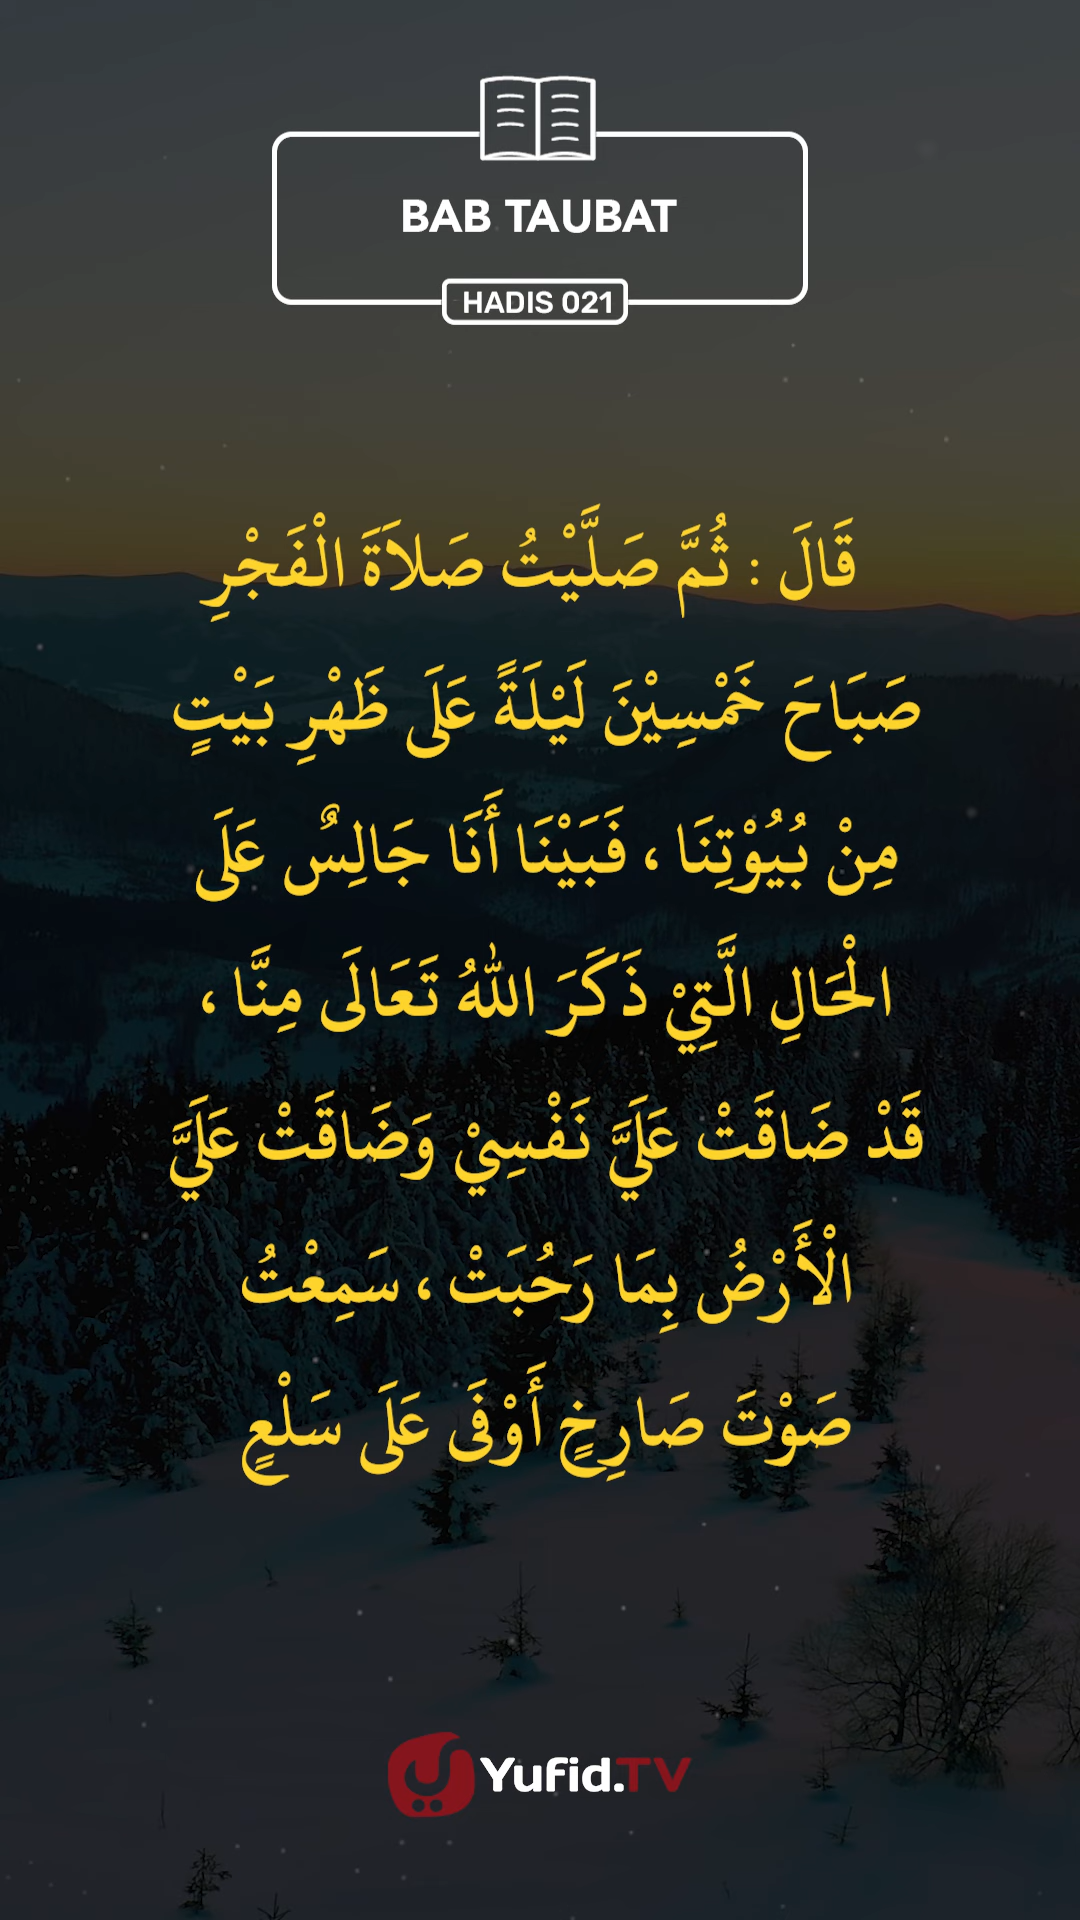 BAB TAUBAT
HADIS 021
قَالَ : ثُمَّ صَلَّيْتُ صَلاَةَ الْفَجْرِ
صَبَاحَ خَمْسِيْنَ لَيْلَةً عَلَى ظَهْرِ بَيْتٍ
مِنْ بُيُوْتِنَا ، فَبَيْنَا أَنَا جَالِسٌ عَلَى
الْحَالِ الَّتِيْ ذَكَرَ اللهُ تَعَالَى مِنَّا ،
قَدْ ضَاقَتْ عَلَيَّ نَفْسِيْ وَضَاقَتْ عَلَيَّ
الْأَرْضُ بِمَا رَحُبَتْ ، سَمِعْتُ
صَوْتَ صَارِخٍ أَوْفَى عَلَى سَلْعٍ
Yufid.TV